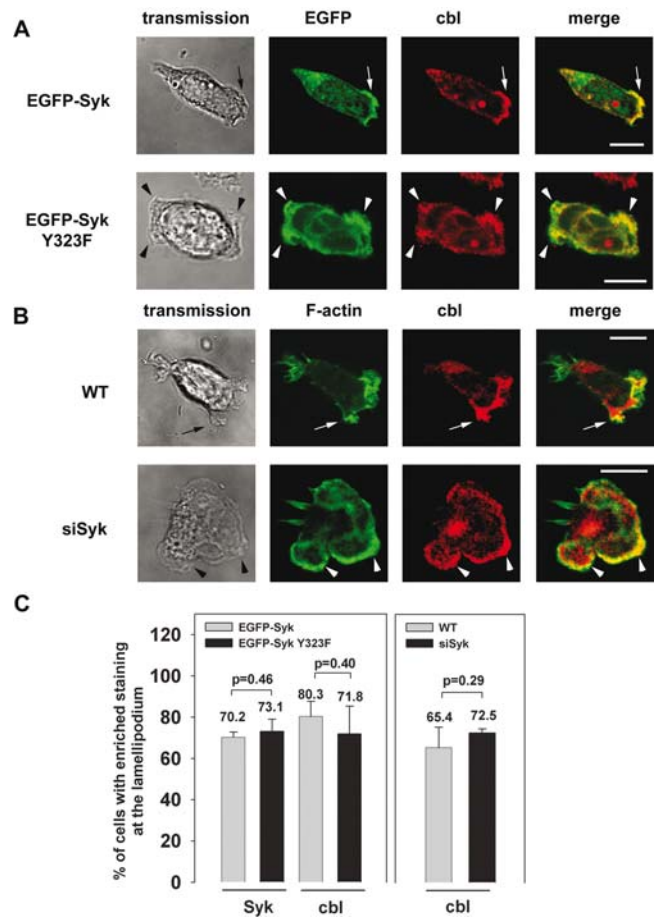 A
transmission EGFP cbl merge
EGFP-Syk
EGFP-Syk
Y323F
B
transmission F-actin cbl merge
WT
siSyk
C
% of cells with enriched staining
at the lamellipodium
120
100
80
60
40
20
0
EGFP-Syk
EGFP-Syk Y323F
p=0.46
p=0.40
70.2 73.1 80.3 71.8
Syk cbl
WT
siSyk
p=0.29
65.4 72.5
cbl